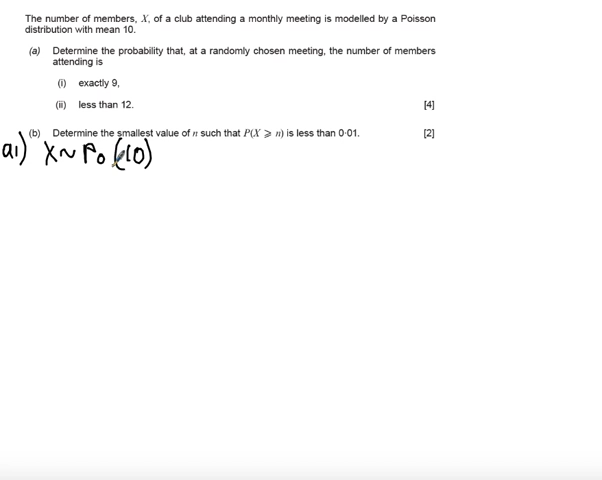 The number of members, X, of a club attending a monthly meeting is modelled by a Poisson
distribution with mean 10.
(a) Determine the probability that, at a randomly chosen meeting, the number of members
attending is
(i) exactly 9,
(ii) less than 12. [4]
(b) Determine the smallest value of n such that P(X ⩾ n) is less than 0·01. [2]
a1) X~Po(10)